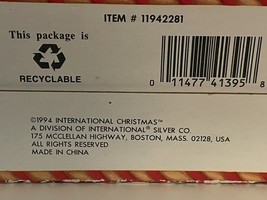 ITEM # 11942281
This package is
RECYCLABLE
0 11477 41395 8
©1994 INTERNATIONAL CHRISTMAS™
A DIVISION OF INTERNATIONAL® SILVER CO.
175 MCCLELLAN HIGHWAY, BOSTON, MASS. 02128, USA
ALL RIGHTS RESERVED
MADE IN CHINA